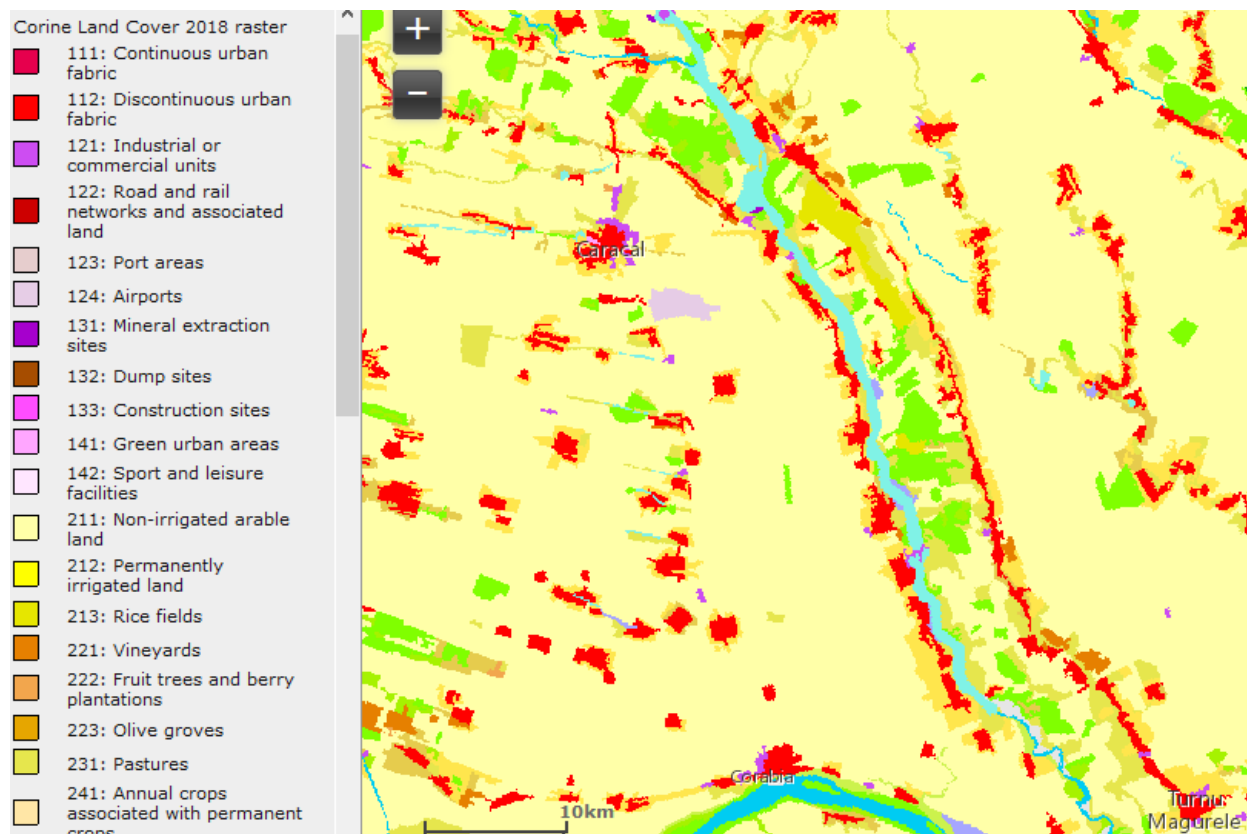 Corine Land Cover 2018 raster
111: Continuous urban
fabric
112: Discontinuous urban
fabric
121: Industrial or
commercial units
122: Road and rail
networks and associated
land
123: Port areas
124: Airports
131: Mineral extraction
sites
132: Dump sites
133: Construction sites
141: Green urban areas
142: Sport and leisure
facilities
211: Non-irrigated arable
land
212: Permanently
irrigated land
213: Rice fields
221: Vineyards
222: Fruit trees and berry
plantations
223: Olive groves
231: Pastures
241: Annual crops
associated with permanent
crops
+
−
Caracal
Corabia
10km
Turnu
Magurele